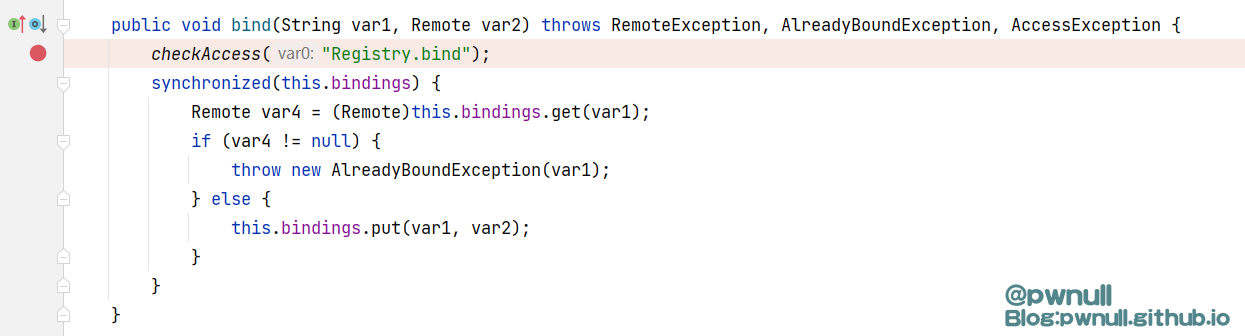 public void bind(String var1, Remote var2) throws RemoteException, AlreadyBoundException, AccessException {
checkAccess( var0: "Registry.bind");
synchronized(this.bindings) {
Remote var4 = (Remote)this.bindings.get(var1);
if (var4 != null) {
throw new AlreadyBoundException(var1);
} else {
this.bindings.put(var1, var2);
}
}
}
@pwnull
Blog:pwnull.github.io